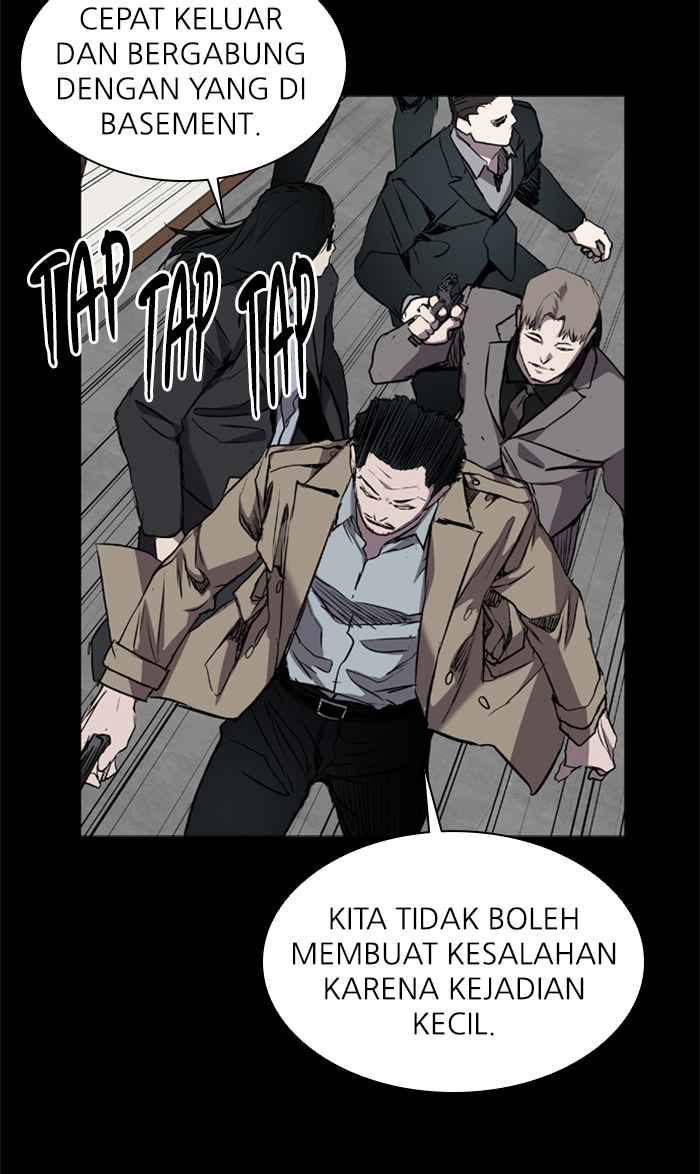 CEPAT KELUAR
DAN BERGABUNG
DENGAN YANG DI
BASEMENT.
TAP
TAP
TAP
KITA TIDAK BOLEH
MEMBUAT KESALAHAN
KARENA KEJADIAN
KECIL.